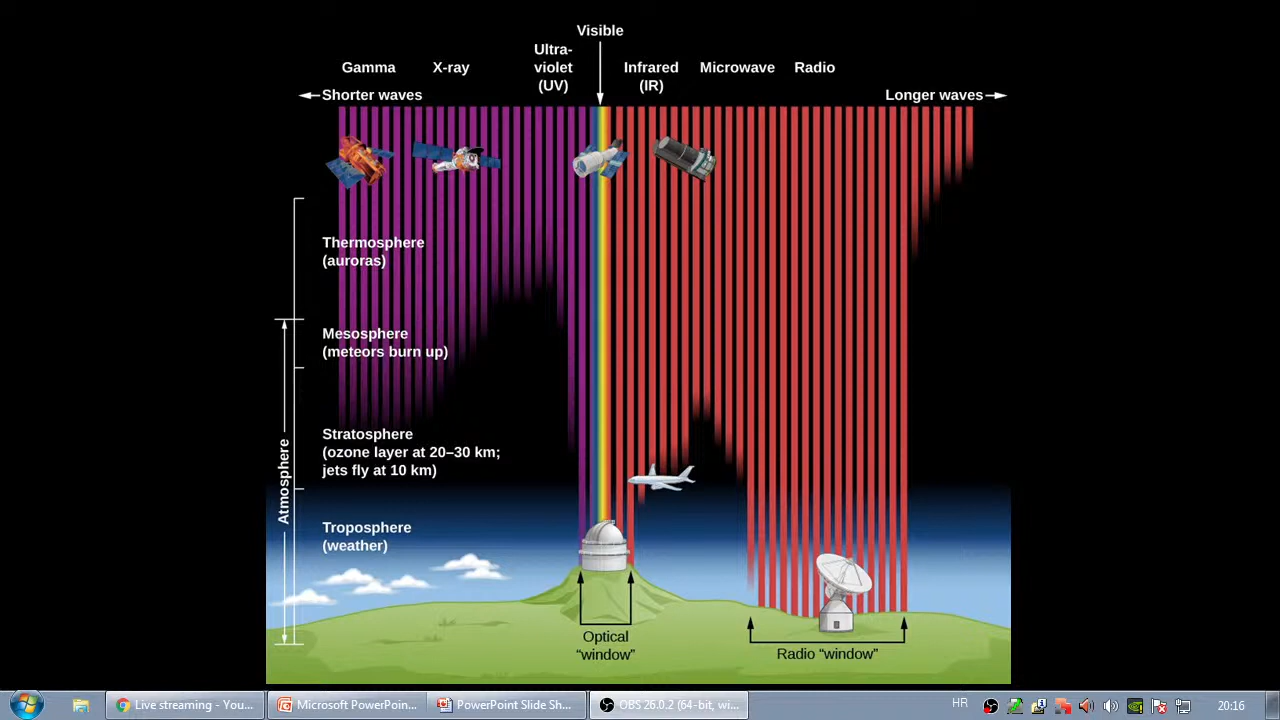 Visible
Ultra-
violet
(UV)
Gamma
X-ray
Infrared
(IR)
Microwave
Radio
Shorter waves
Longer waves
Thermosphere
(auroras)
Mesosphere
(meteors burn up)
Stratosphere
(ozone layer at 20–30 km;
jets fly at 10 km)
Atmosphere
Troposphere
(weather)
Optical
“window”
Radio “window”
Live streaming - You...
Microsoft PowerPoin...
PowerPoint Slide Sh...
OBS 26.0.2 (64-bit, wi...
HR
20:16